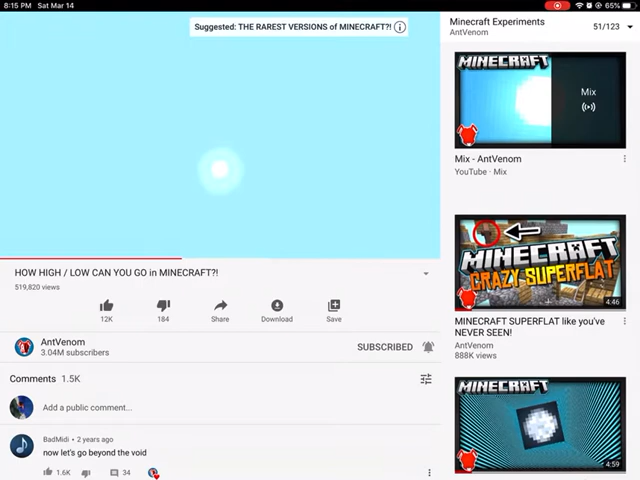 8:15 PM Sat Mar 14
65%
Suggested: THE RAREST VERSIONS of MINECRAFT?!
Minecraft Experiments
AntVenom
51/123
MINECRAFT
Mix
Mix - AntVenom
YouTube · Mix
HOW HIGH / LOW CAN YOU GO in MINECRAFT?!
519,820 views
12K
184
Share
Download
Save
MINECRAFT
CRAZY SUPERFLAT
4:46
MINECRAFT SUPERFLAT like you've
NEVER SEEN!
AntVenom
888K views
AntVenom
3.04M subscribers
SUBSCRIBED
Comments 1.5K
Add a public comment...
BadMidi • 2 years ago
now let's go beyond the void
1.6K
34
MINECRAFT
4:59